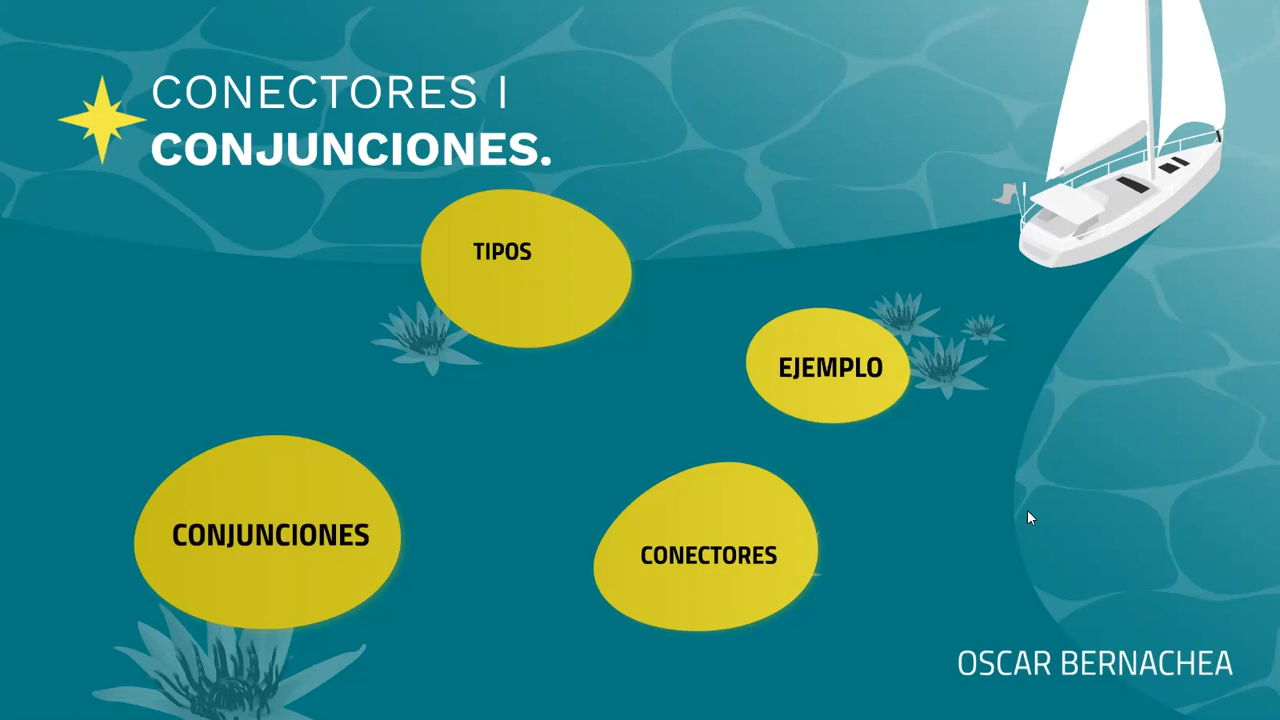 CONECTORES I
CONJUNCIONES.
TIPOS
EJEMPLO
CONJUNCIONES
CONECTORES
OSCAR BERNACHEA